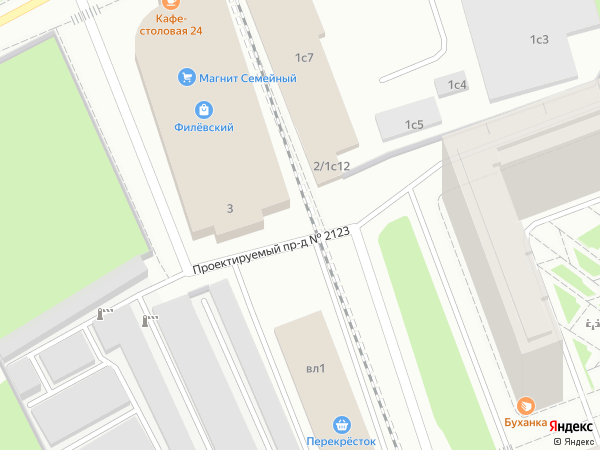 Кафе-
столовая 24
1с3
1с7
Магнит Семейный
1с4
Филёвский
1с5
2/1с12
3
Проектируемый пр-д № 2123
вл1
Буханка
Перекрёсток
Яндекс
© Яндекс